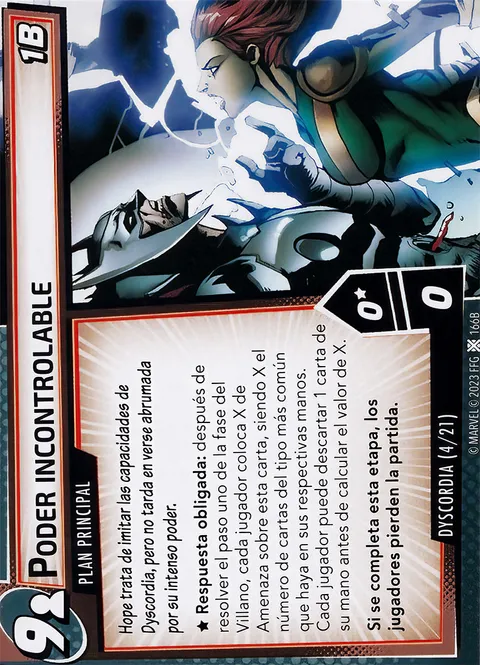 9
PODER INCONTROLABLE
1B
PLAN PRINCIPAL
Hope trata de imitar las capacidades de
Dyscordia, pero no tarda en verse abrumada
por su intenso poder.
★ Respuesta obligada: después de
resolver el paso uno de la fase del
Villano, cada jugador coloca X de
Amenaza sobre esta carta, siendo X el
número de cartas del tipo más común
que haya en sus respectivas manos.
Cada jugador puede descartar 1 carta de
su mano antes de calcular el valor de X.
Si se completa esta etapa, los
jugadores pierden la partida.
0★
0
DYSCORDIA (4/21)
© MARVEL © 2023 FFG 166B